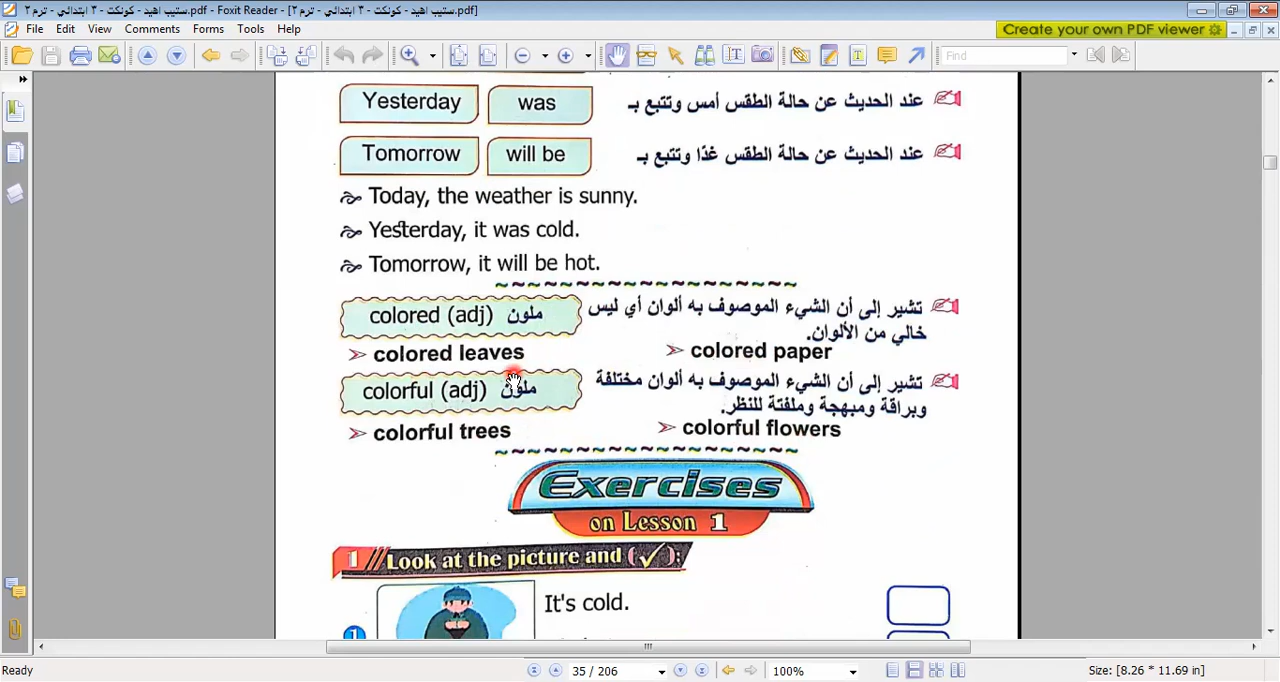 ستيب اهيد - كونكت - ٣ ابتدائي - ترم ٢.pdf - Foxit Reader - [ستيب اهيد - كونكت - ٣ ابتدائي - ترم ٢.pdf]
File Edit View Comments Forms Tools Help
Create your own PDF viewer
Find
Yesterday was عند الحديث عن حالة الطقس أمس وتتبع بـ
Tomorrow will be عند الحديث عن حالة الطقس غدًا وتتبع بـ
Today, the weather is sunny.
Yesterday, it was cold.
Tomorrow, it will be hot.
colored (adj) ملون تشير إلى أن الشيء الموصوف به ألوان أي ليس
خالي من الألوان.
colored leaves colored paper
colorful (adj) ملون تشير إلى أن الشيء الموصوف به ألوان مختلفة
وبراقة ومبهجة وملفتة للنظر.
colorful trees colorful flowers
Exercises
on Lesson 1
1 Look at the picture and (✓):
It's cold.
1
Ready 35 / 206 100% Size: [8.26 * 11.69 in]